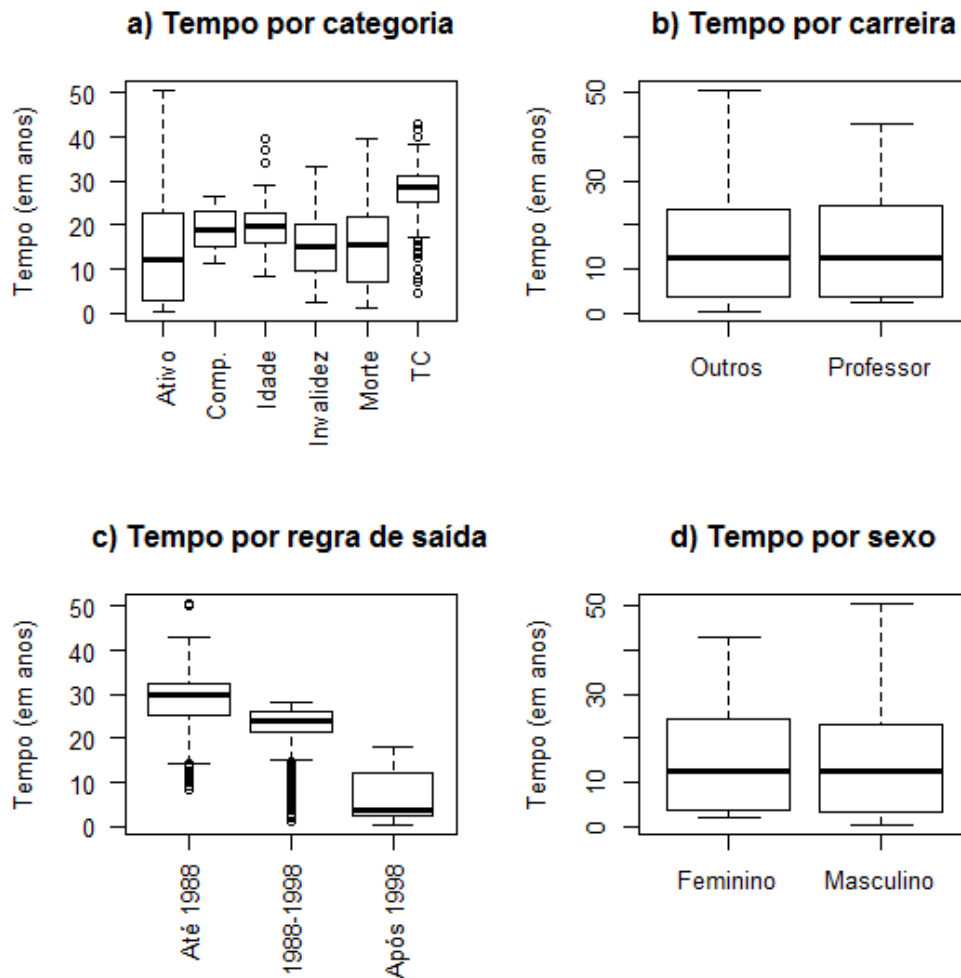 a) Tempo por categoria
Tempo (em anos)
50
40
30
20
10
0
Ativo
Comp.
Idade
Invalidez
Morte
TC
b) Tempo por carreira
Tempo (em anos)
50
30
10
0
Outros
Professor
c) Tempo por regra de saída
Tempo (em anos)
50
40
30
20
10
0
Até 1988
1988-1998
Após 1998
d) Tempo por sexo
Tempo (em anos)
50
30
10
0
Feminino
Masculino